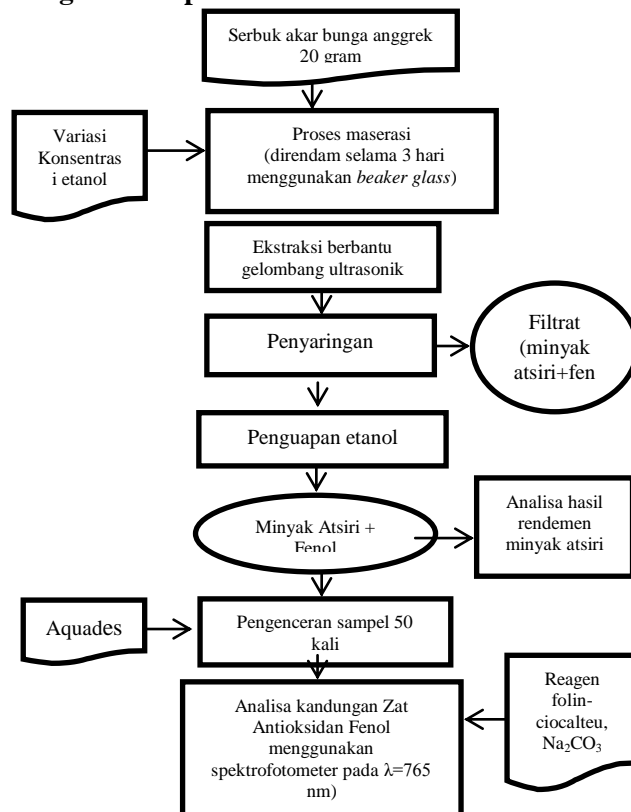 Serbuk akar bunga anggrek
20 gram
Variasi
Konsentras
i etanol
Proses maserasi
(direndam selama 3 hari
menggunakan beaker glass)
Ekstraksi berbantu
gelombang ultrasonik
Penyaringan
Filtrat
(minyak
atsiri+fen
Penguapan etanol
Minyak Atsiri +
Fenol
Analisa hasil
rendemen
minyak atsiri
Aquades
Pengenceran sampel 50
kali
Analisa kandungan Zat
Antioksidan Fenol
menggunakan
spektrofotometer pada λ=765
nm)
Reagen
folin-
ciocalteu,
Na₂CO₃